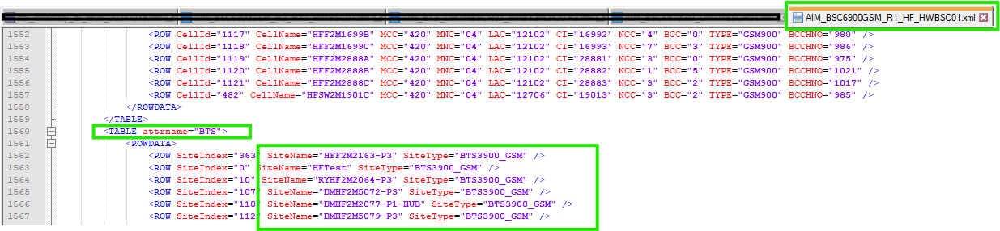 AIM_BSC6900GSM_R1_HF_HWBSC01.xml
1552 <ROW CellId="1117" CellName="HFF2M1699B" MCC="420" MNC="04" LAC="12102" CI="16992" NCC="4" BCC="0" TYPE="GSM900" BCCHNO="980" />
1553 <ROW CellId="1118" CellName="HFF2M1699C" MCC="420" MNC="04" LAC="12102" CI="16993" NCC="7" BCC="3" TYPE="GSM900" BCCHNO="986" />
1554 <ROW CellId="1119" CellName="HFF2M2888A" MCC="420" MNC="04" LAC="12102" CI="28881" NCC="3" BCC="0" TYPE="GSM900" BCCHNO="975" />
1555 <ROW CellId="1120" CellName="HFF2M2888B" MCC="420" MNC="04" LAC="12102" CI="28882" NCC="1" BCC="5" TYPE="GSM900" BCCHNO="1021" />
1556 <ROW CellId="1121" CellName="HFF2M2888C" MCC="420" MNC="04" LAC="12102" CI="28883" NCC="3" BCC="2" TYPE="GSM900" BCCHNO="1017" />
1557 <ROW CellId="482" CellName="HFSW2M1901C" MCC="420" MNC="04" LAC="12706" CI="19013" NCC="3" BCC="2" TYPE="GSM900" BCCHNO="985" />
1558 </ROWDATA>
1559 </TABLE>
1560 <TABLE attrname="BTS">
1561 <ROWDATA>
1562 <ROW SiteIndex="363" SiteName="HFF2M2163-P3" SiteType="BTS3900_GSM" />
1563 <ROW SiteIndex="0" SiteName="HFTest" SiteType="BTS3900_GSM" />
1564 <ROW SiteIndex="10" SiteName="RYHF2M2064-P3" SiteType="BTS3900_GSM" />
1565 <ROW SiteIndex="107" SiteName="DMHF2M5072-P3" SiteType="BTS3900_GSM" />
1566 <ROW SiteIndex="110" SiteName="DMHF2M2077-P1-HUB" SiteType="BTS3900_GSM" />
1567 <ROW SiteIndex="112" SiteName="DMHF2M5079-P3" SiteType="BTS3900_GSM" />